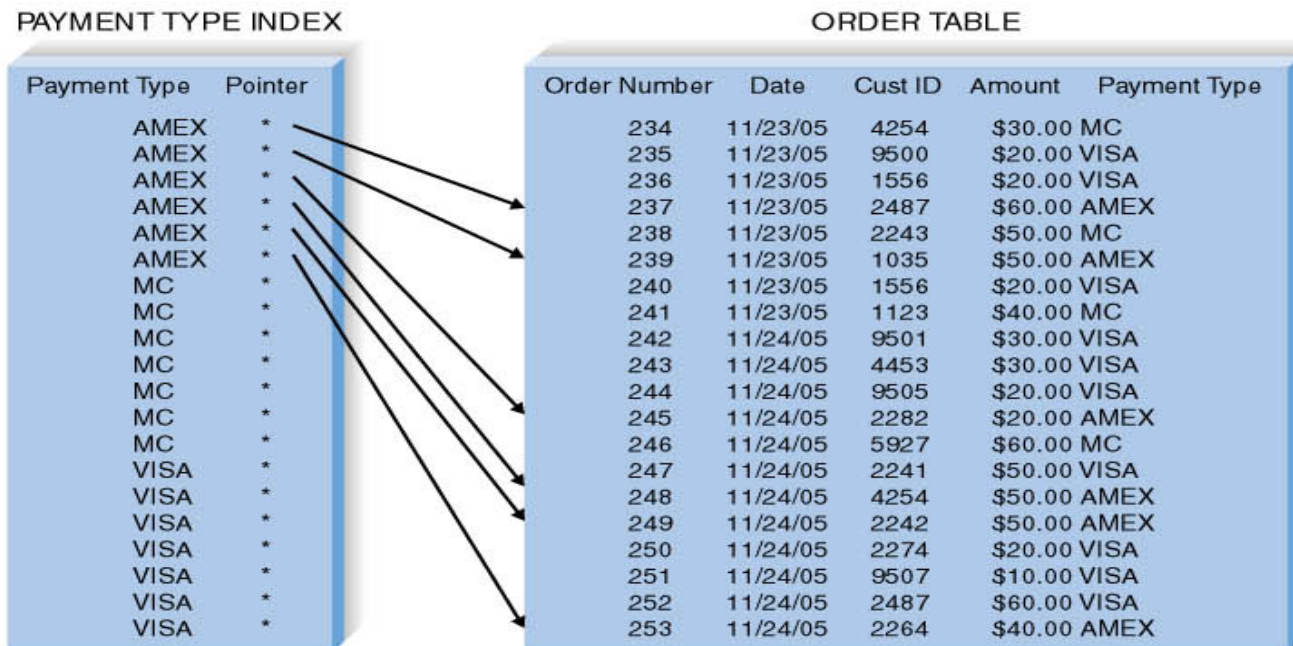 PAYMENT TYPE INDEX
Payment Type Pointer
AMEX *
AMEX *
AMEX *
AMEX *
AMEX *
AMEX *
MC *
MC *
MC *
MC *
MC *
MC *
MC *
VISA *
VISA *
VISA *
VISA *
VISA *
VISA *
VISA *
ORDER TABLE
Order Number Date Cust ID Amount Payment Type
234 11/23/05 4254 $30.00 MC
235 11/23/05 9500 $20.00 VISA
236 11/23/05 1556 $20.00 VISA
237 11/23/05 2487 $60.00 AMEX
238 11/23/05 2243 $50.00 MC
239 11/23/05 1035 $50.00 AMEX
240 11/23/05 1556 $20.00 VISA
241 11/23/05 1123 $40.00 MC
242 11/24/05 9501 $30.00 VISA
243 11/24/05 4453 $30.00 VISA
244 11/24/05 9505 $20.00 VISA
245 11/24/05 2282 $20.00 AMEX
246 11/24/05 5927 $60.00 MC
247 11/24/05 2241 $50.00 VISA
248 11/24/05 4254 $50.00 AMEX
249 11/24/05 2242 $50.00 AMEX
250 11/24/05 2274 $20.00 VISA
251 11/24/05 9507 $10.00 VISA
252 11/24/05 2487 $60.00 VISA
253 11/24/05 2264 $40.00 AMEX